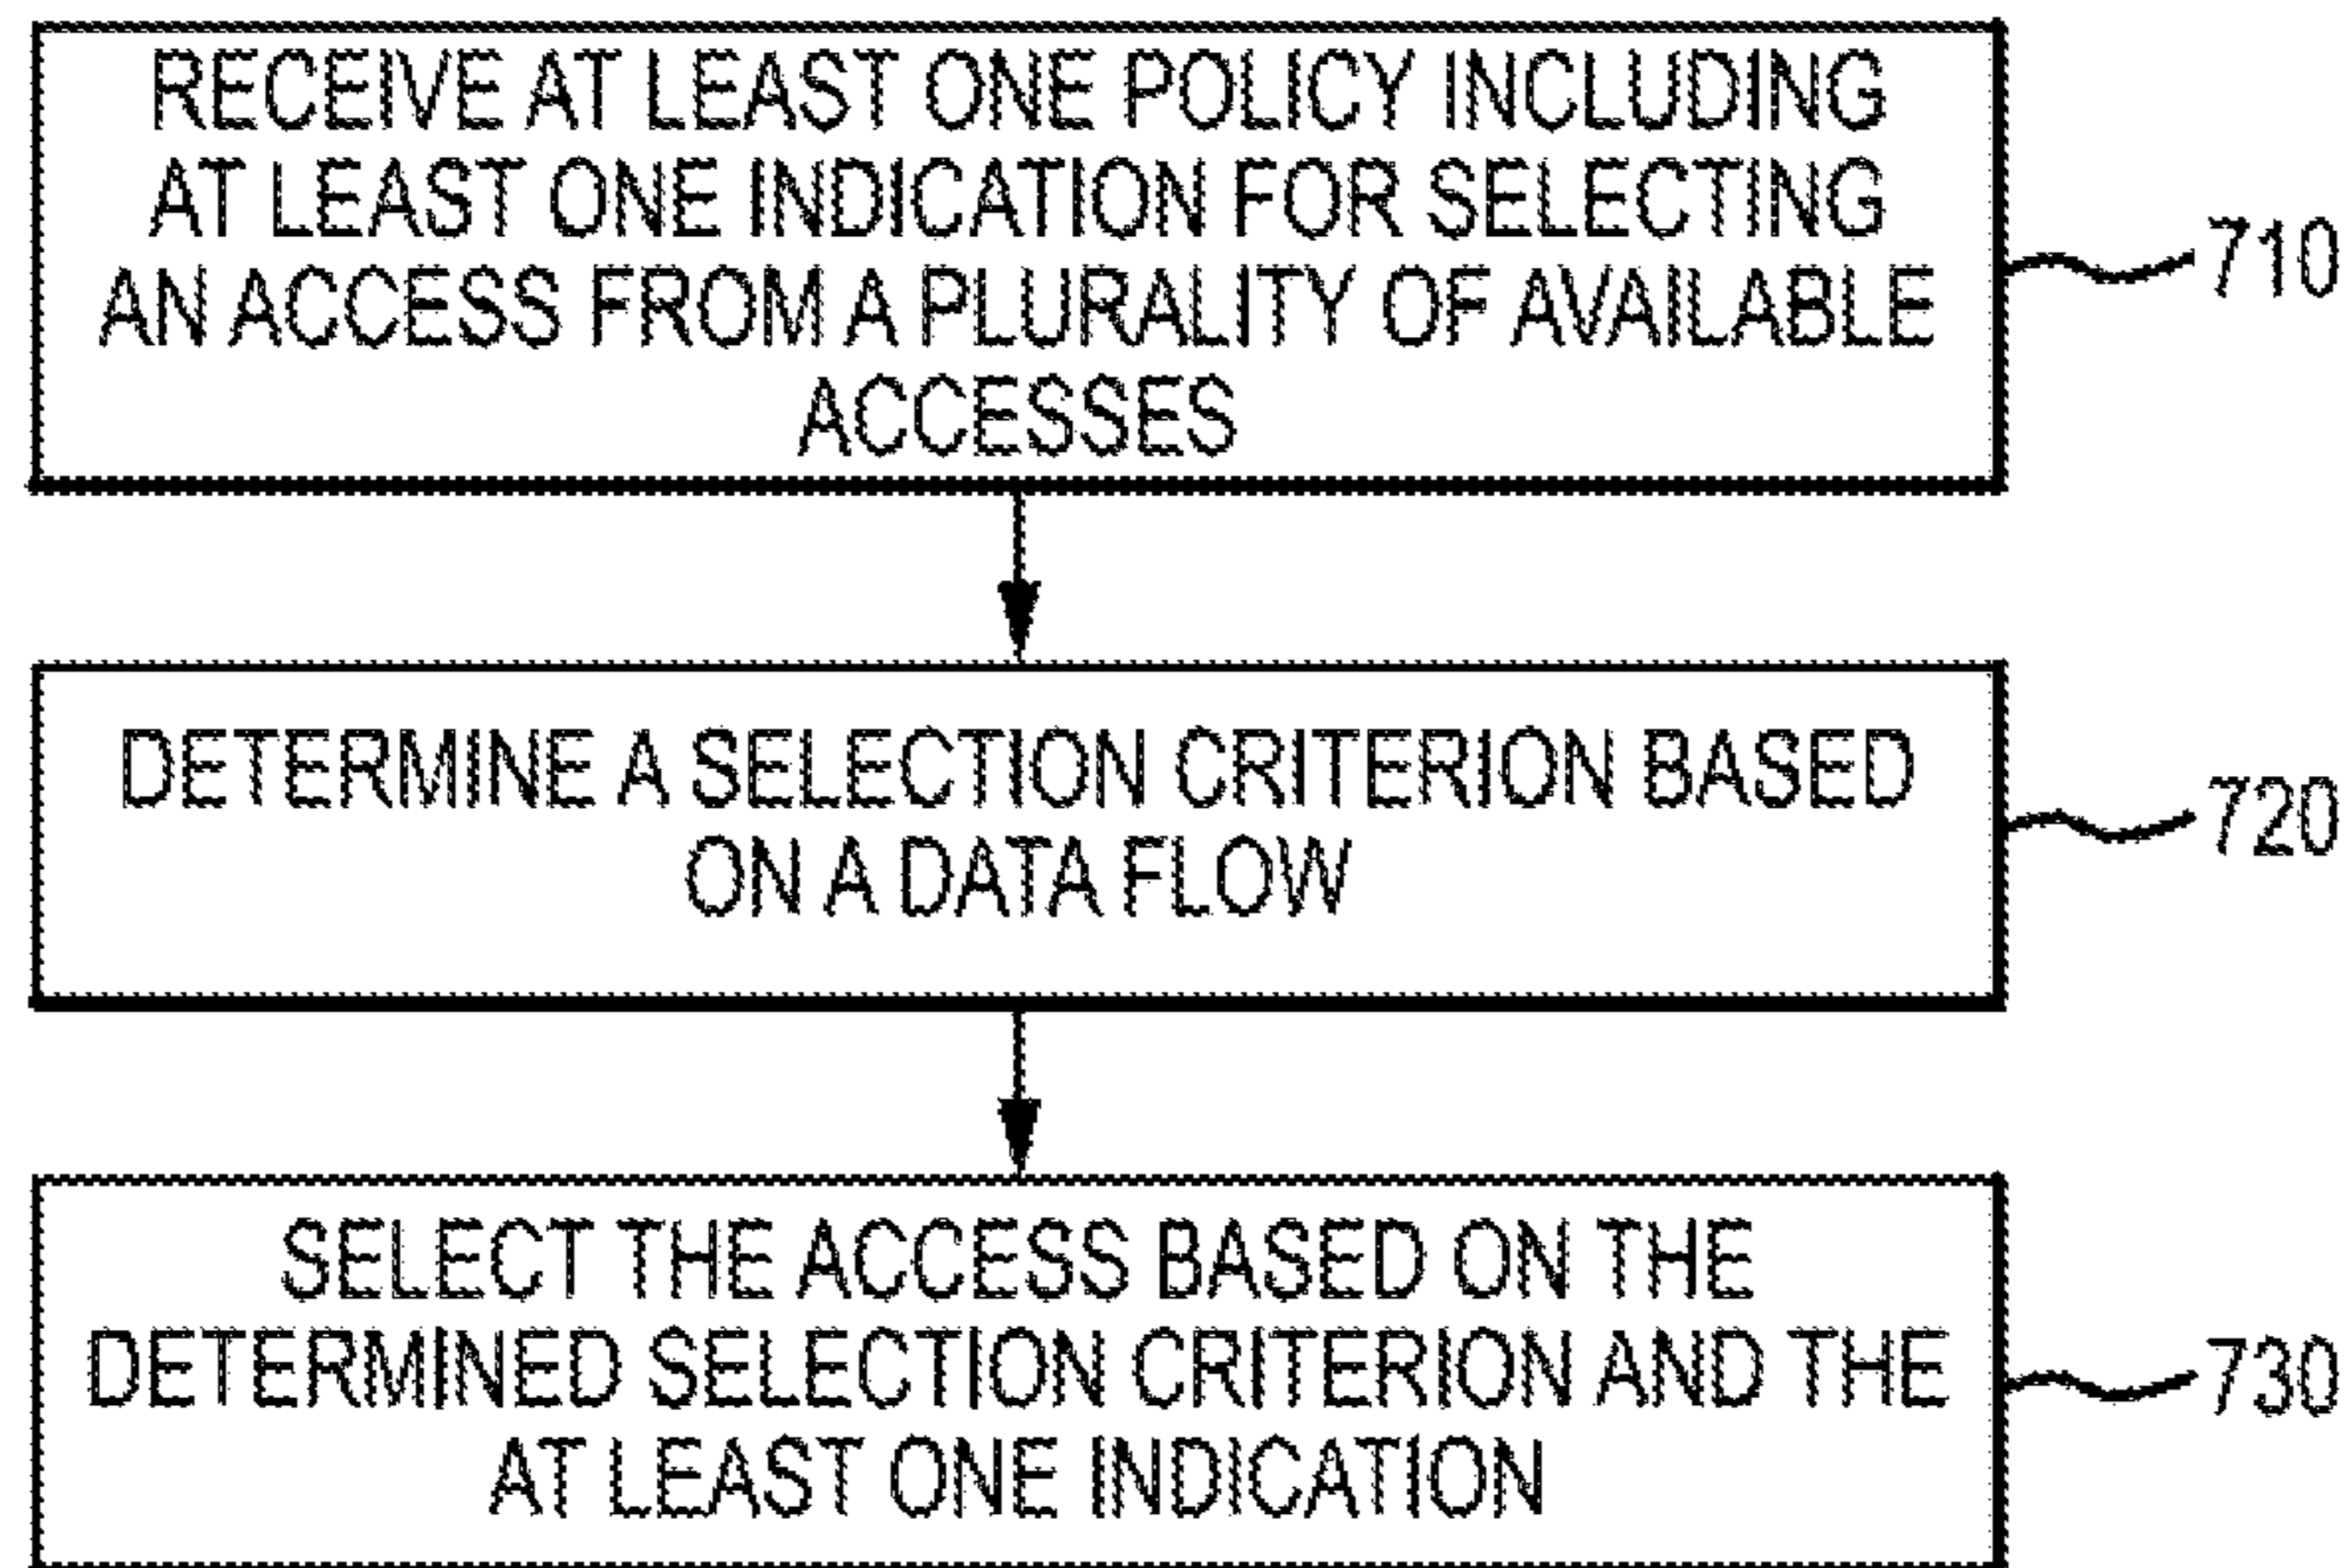 RECEIVE AT LEAST ONE POLICY INCLUDING
AT LEAST ONE INDICATION FOR SELECTING
AN ACCESS FROM A PLURALITY OF AVAILABLE
ACCESSES
710
DETERMINE A SELECTION CRITERION BASED
ON A DATA FLOW
720
SELECT THE ACCESS BASED ON THE
DETERMINED SELECTION CRITERION AND THE
AT LEAST ONE INDICATION
730